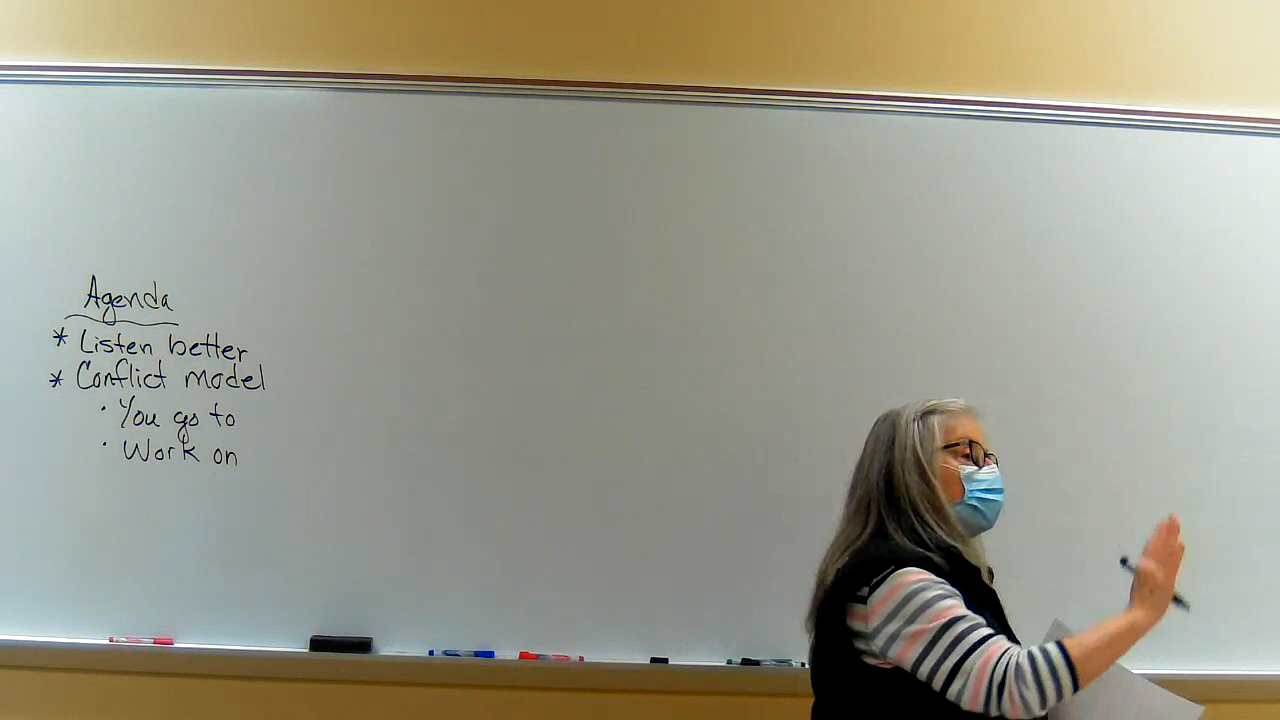 Agenda
* Listen better
* Conflict model
· You go to
· Work on